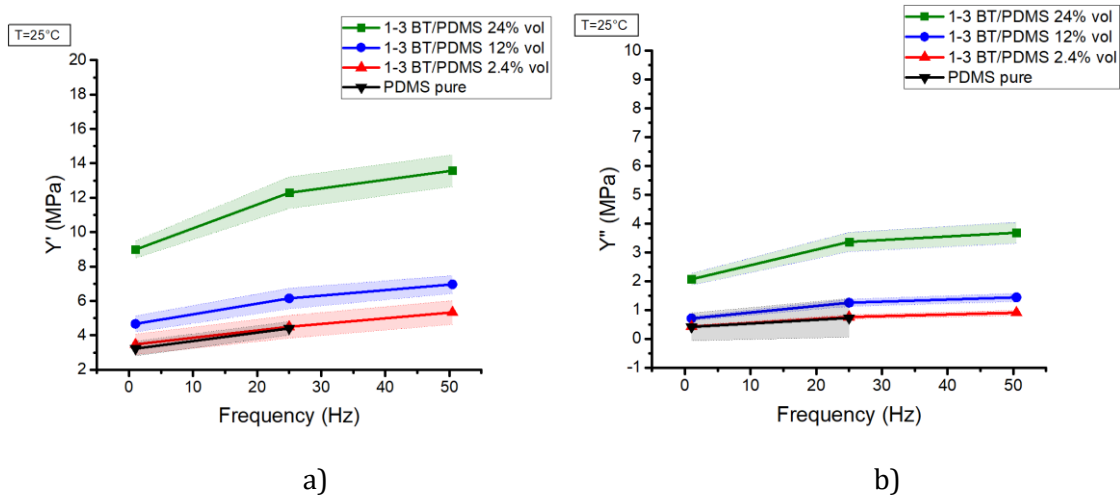 T=25°C
1-3 BT/PDMS 24% vol
1-3 BT/PDMS 12% vol
1-3 BT/PDMS 2.4% vol
PDMS pure
20
18
16
14
12
10
8
6
4
2
Y' (MPa)
0 10 20 30 40 50
Frequency (Hz)
a)
T=25°C
1-3 BT/PDMS 24% vol
1-3 BT/PDMS 12% vol
1-3 BT/PDMS 2.4% vol
PDMS pure
10
9
8
7
6
5
4
3
2
1
0
-1
Y" (MPa)
0 10 20 30 40 50
Frequency (Hz)
b)